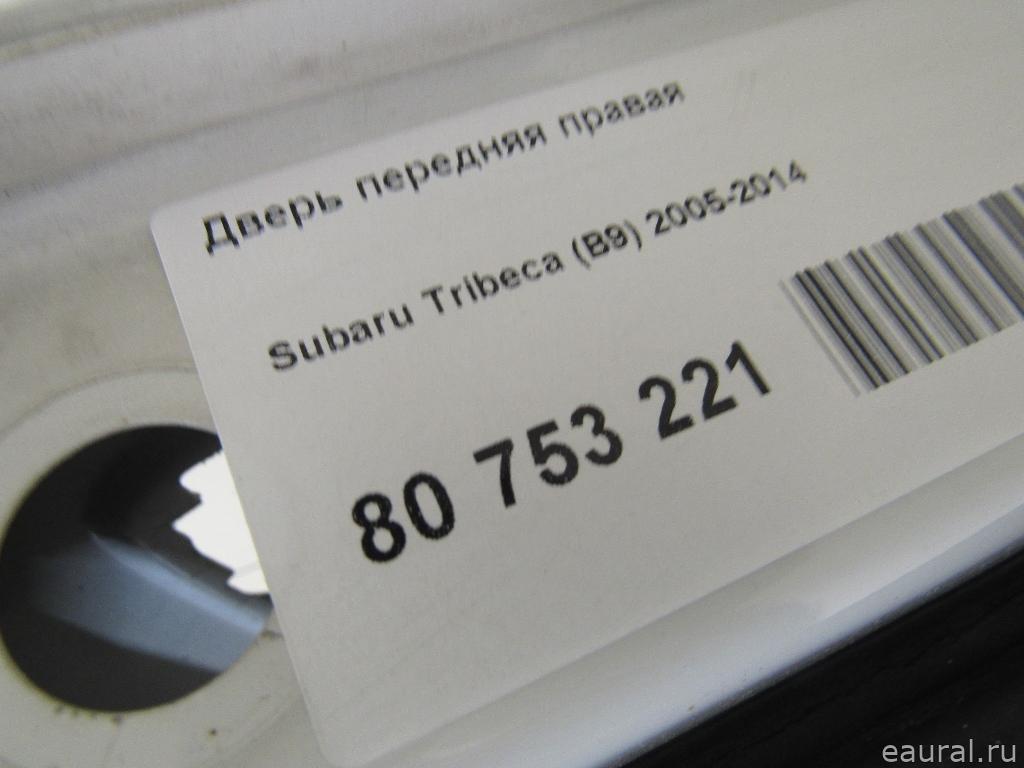 Дверь передняя правая
Subaru Tribeca (B9) 2005-2014
80 753 221
eaural.ru